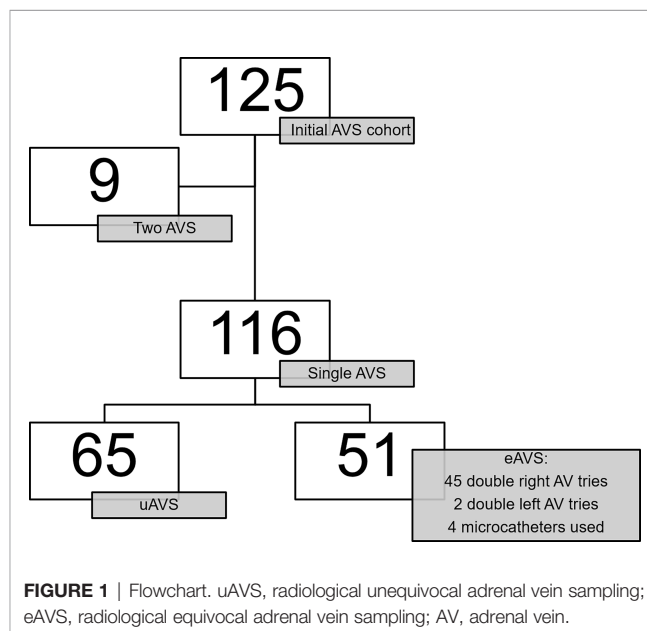 125
Initial AVS cohort
9
Two AVS
116
Single AVS
65
uAVS
51
eAVS:
45 double right AV tries
2 double left AV tries
4 microcatheters used
FIGURE 1 | Flowchart. uAVS, radiological unequivocal adrenal vein sampling;
eAVS, radiological equivocal adrenal vein sampling; AV, adrenal vein.